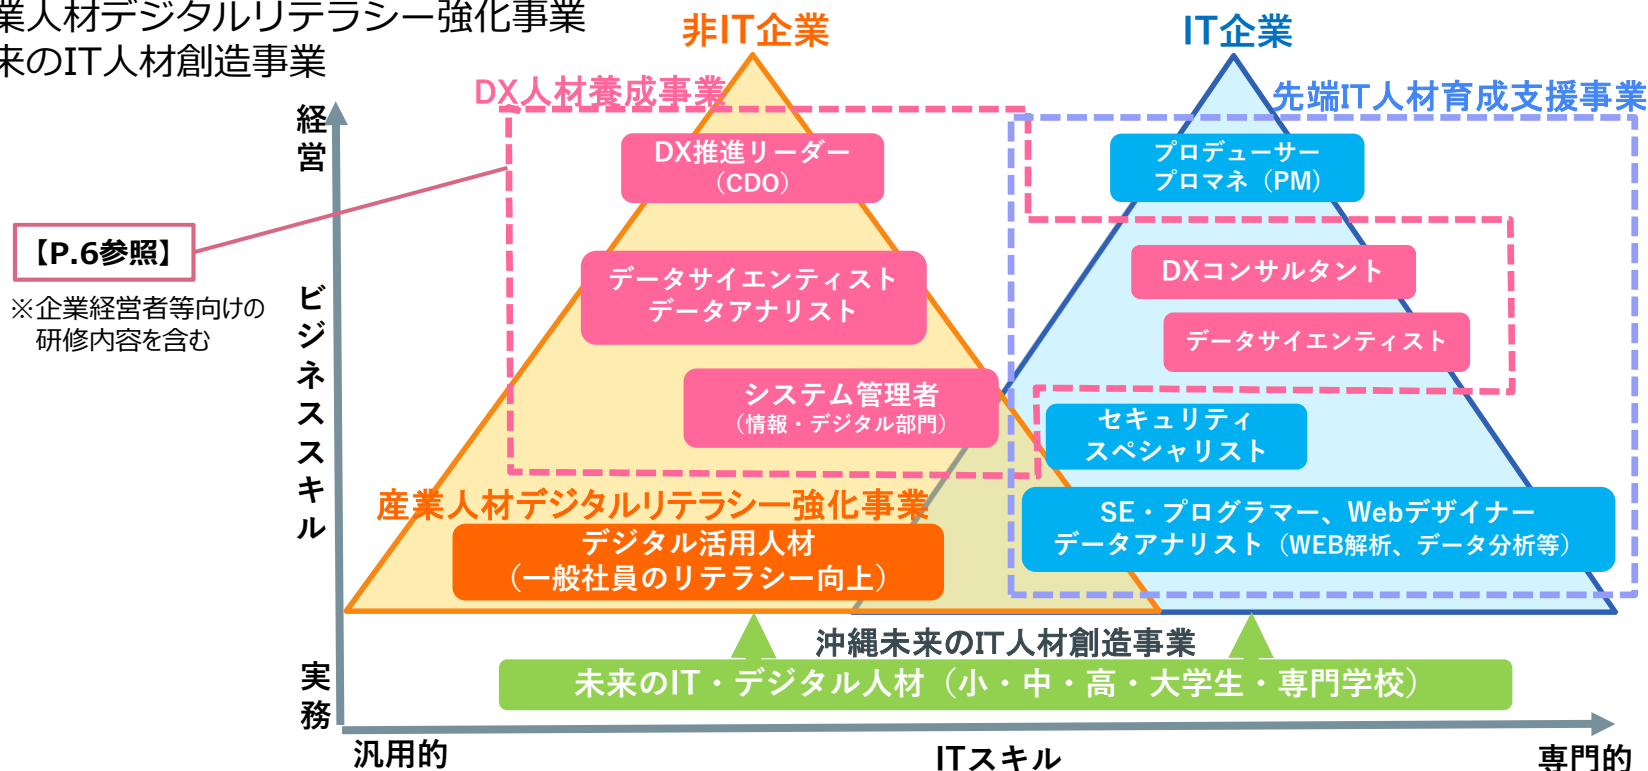 業人材デジタルリテラシー強化事業
来のIT人材創造事業
非IT企業
IT企業
DX人材養成事業
先端IT人材育成支援事業
経営
DX推進リーダー
（CDO）
プロデューサー
プロマネ（PM）
【P.6参照】
※企業経営者等向けの
研修内容を含む
ビジネススキル
データサイエンティスト
データアナリスト
DXコンサルタント
データサイエンティスト
システム管理者
（情報・デジタル部門）
セキュリティ
スペシャリスト
産業人材デジタルリテラシー強化事業
デジタル活用人材
（一般社員のリテラシー向上）
SE・プログラマー、Webデザイナー
データアナリスト（WEB解析、データ分析等）
沖縄未来のIT人材創造事業
未来のIT・デジタル人材（小・中・高・大学生・専門学校）
実務
汎用的
ITスキル
専門的